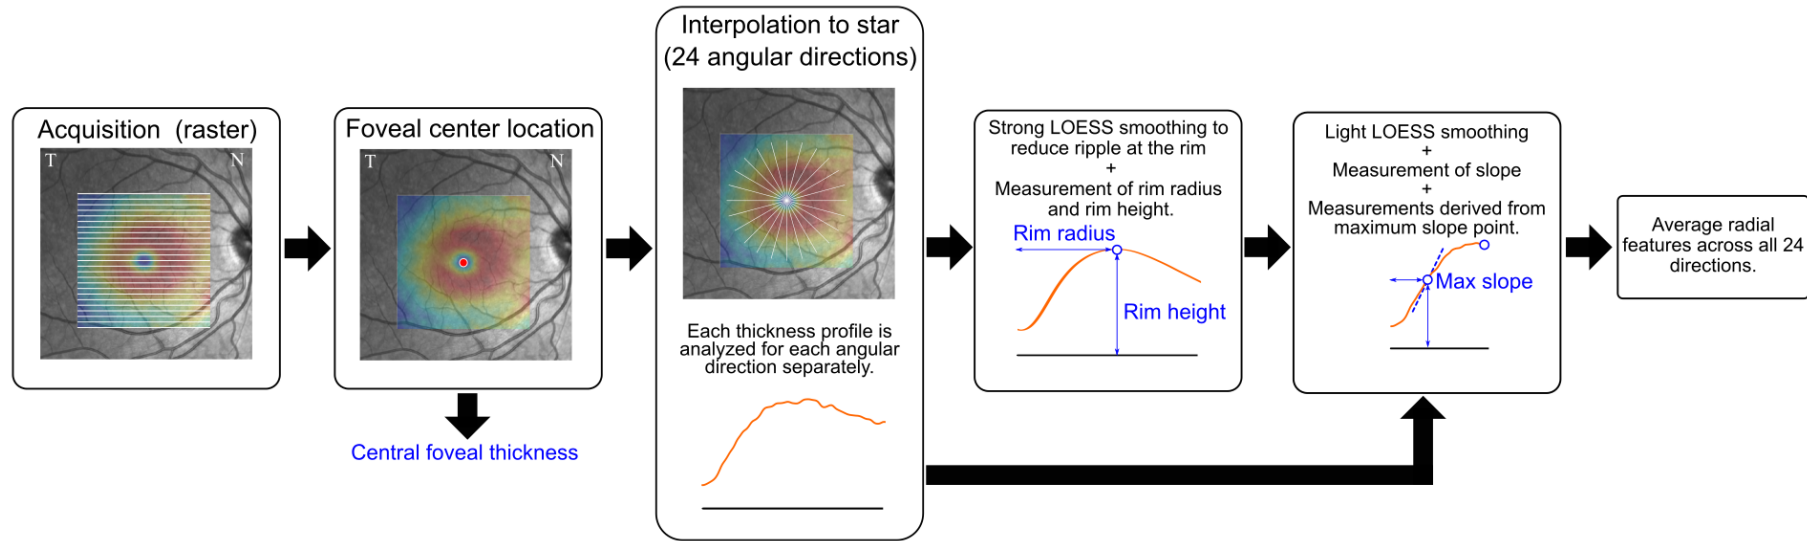 Acquisition (raster)
T N
Foveal center location
T N
Central foveal thickness
Interpolation to star
(24 angular directions)
Each thickness profile is
analyzed for each angular
direction separately.
Strong LOESS smoothing to
reduce ripple at the rim
+
Measurement of rim radius
and rim height.
Rim radius
Rim height
Light LOESS smoothing
+
Measurement of slope
+
Measurements derived from
maximum slope point.
Max slope
Average radial
features across all 24
directions.